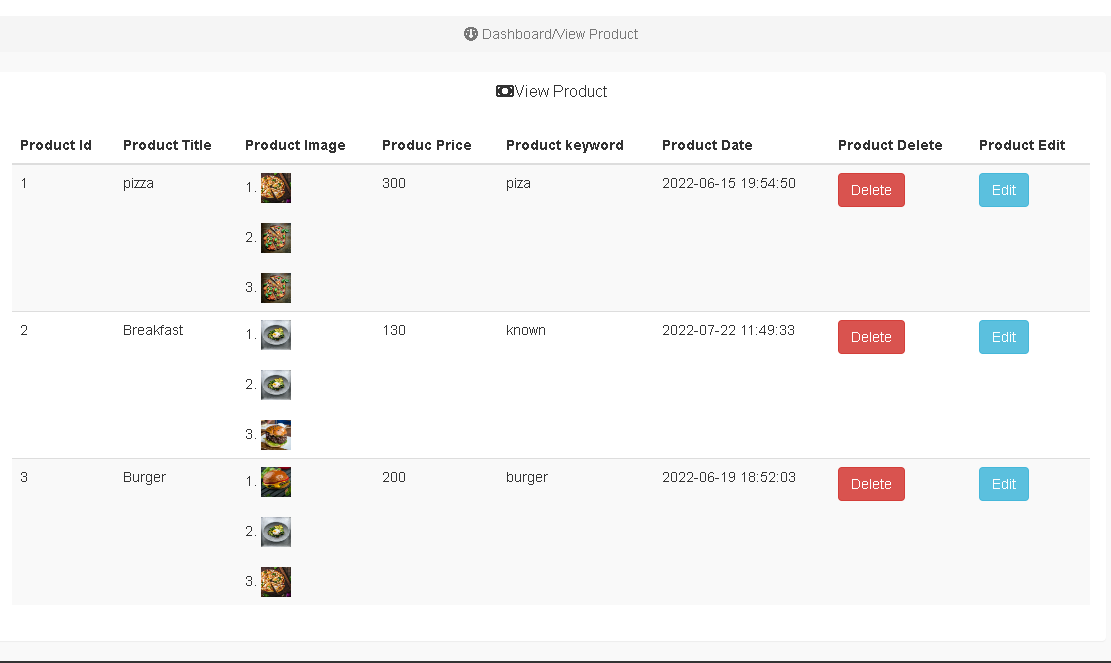 Dashboard/View Product
View Product
Product Id Product Title Product Image Produc Price Product keyword Product Date Product Delete Product Edit
1 pizza 1. 300 piza 2022-06-15 19:54:50 Delete Edit
2.
3.
2 Breakfast 1. 130 known 2022-07-22 11:49:33 Delete Edit
2.
3.
3 Burger 1. 200 burger 2022-06-19 18:52:03 Delete Edit
2.
3.